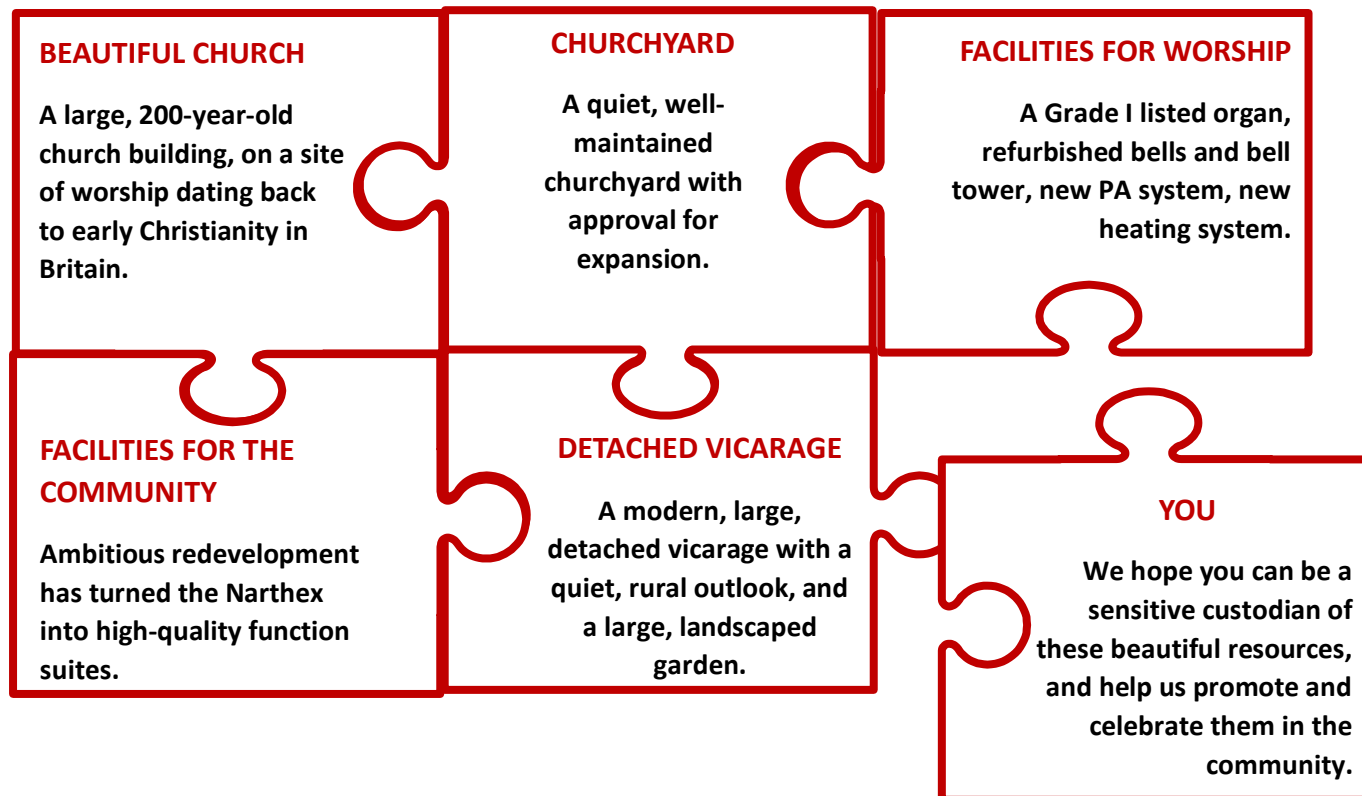 BEAUTIFUL CHURCH
A large, 200-year-old
church building, on a site
of worship dating back
to early Christianity in
Britain.
CHURCHYARD
A quiet, well-
maintained
churchyard with
approval for
expansion.
FACILITIES FOR WORSHIP
A Grade I listed organ,
refurbished bells and bell
tower, new PA system, new
heating system.
FACILITIES FOR THE
COMMUNITY
Ambitious redevelopment
has turned the Narthex
into high-quality function
suites.
DETACHED VICARAGE
A modern, large,
detached vicarage with a
quiet, rural outlook, and
a large, landscaped
garden.
YOU
We hope you can be a
sensitive custodian of
these beautiful resources,
and help us promote and
celebrate them in the
community.